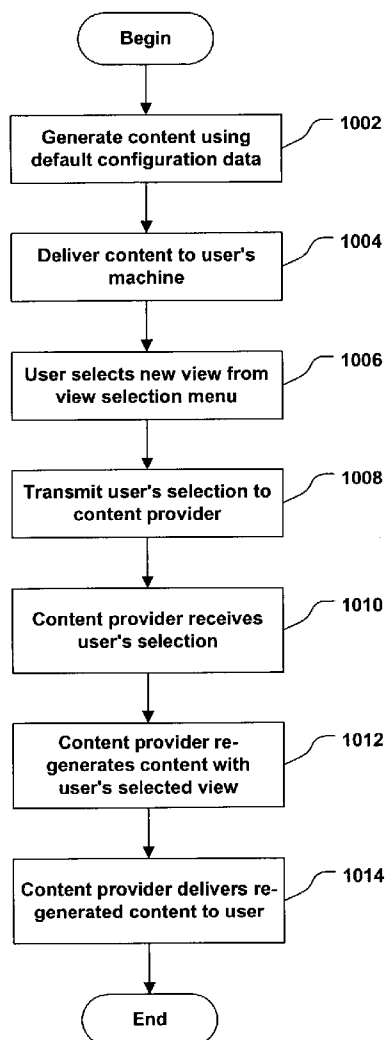 Begin
Generate content using
default configuration data
1002
Deliver content to user's
machine
1004
User selects new view from
view selection menu
1006
Transmit user's selection to
content provider
1008
Content provider receives
user's selection
1010
Content provider re-
generates content with
user's selected view
1012
Content provider delivers re-
generated content to user
1014
End